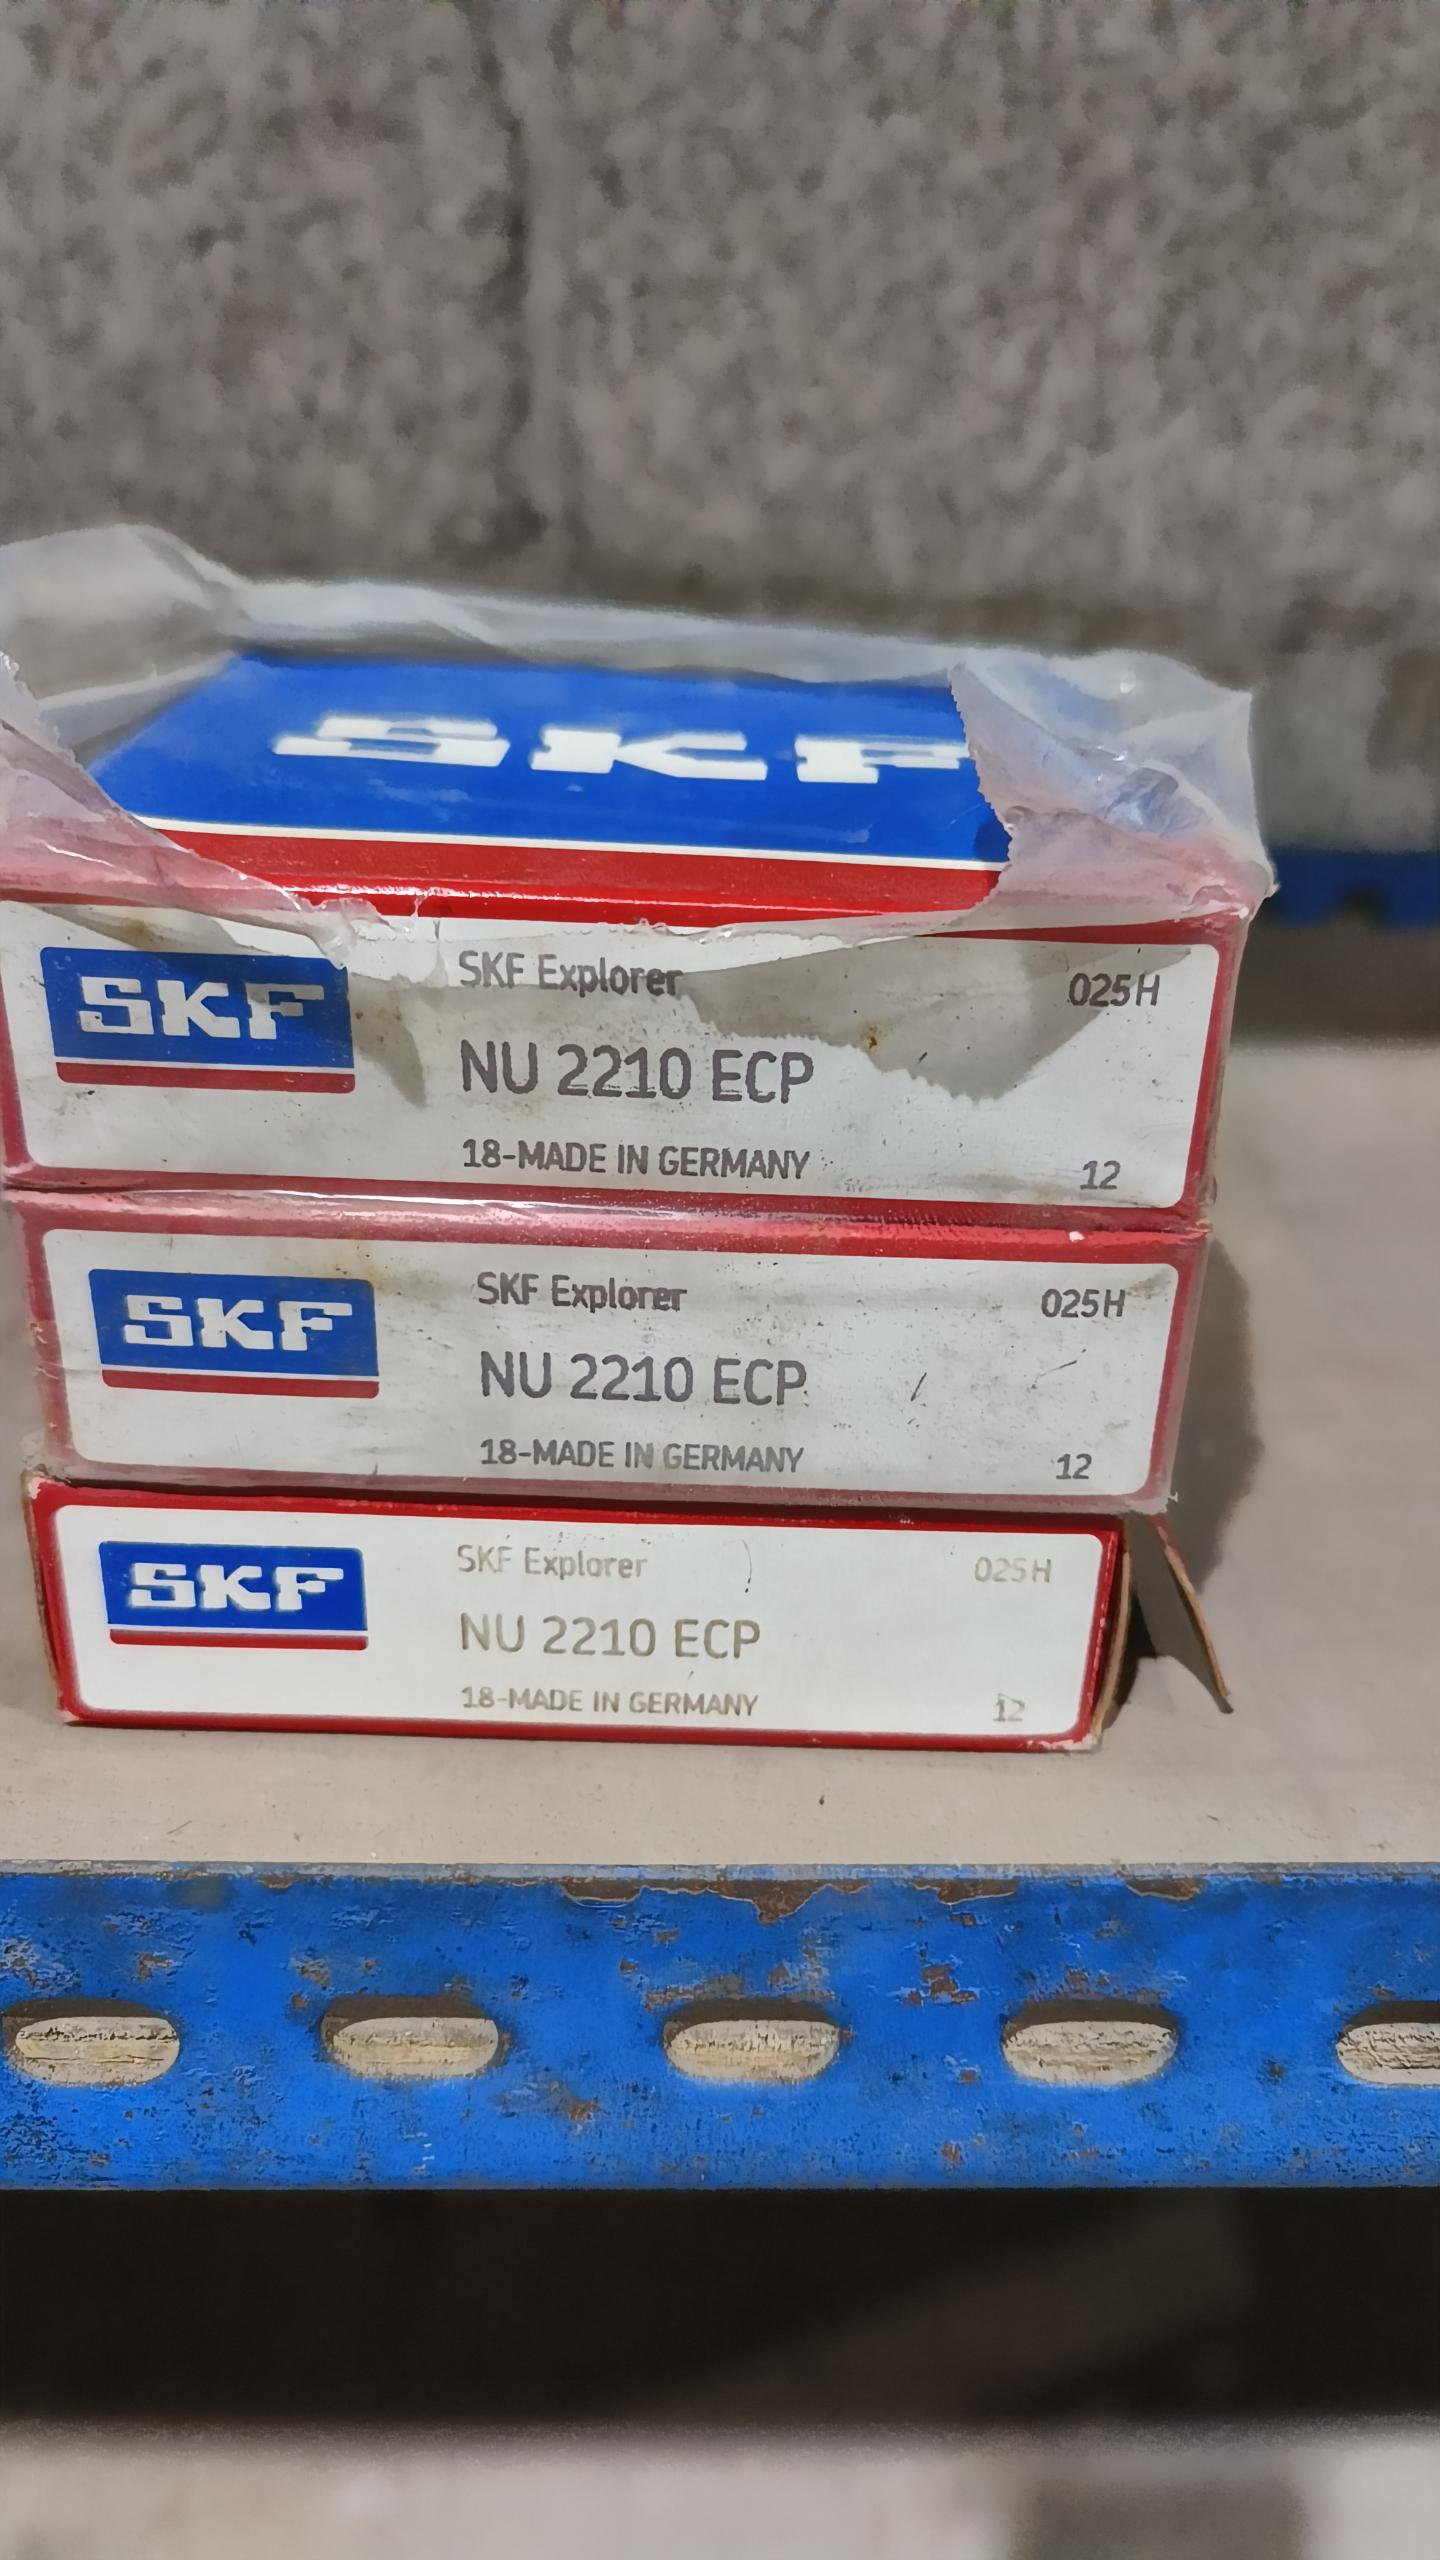 SKF
SKF
SKF Explorer 025H
NU 2210 ECP
18-MADE IN GERMANY 12
SKF
SKF Explorer 025H
NU 2210 ECP
18-MADE IN GERMANY 12
SKF
SKF Explorer 025H
NU 2210 ECP
18-MADE IN GERMANY 12